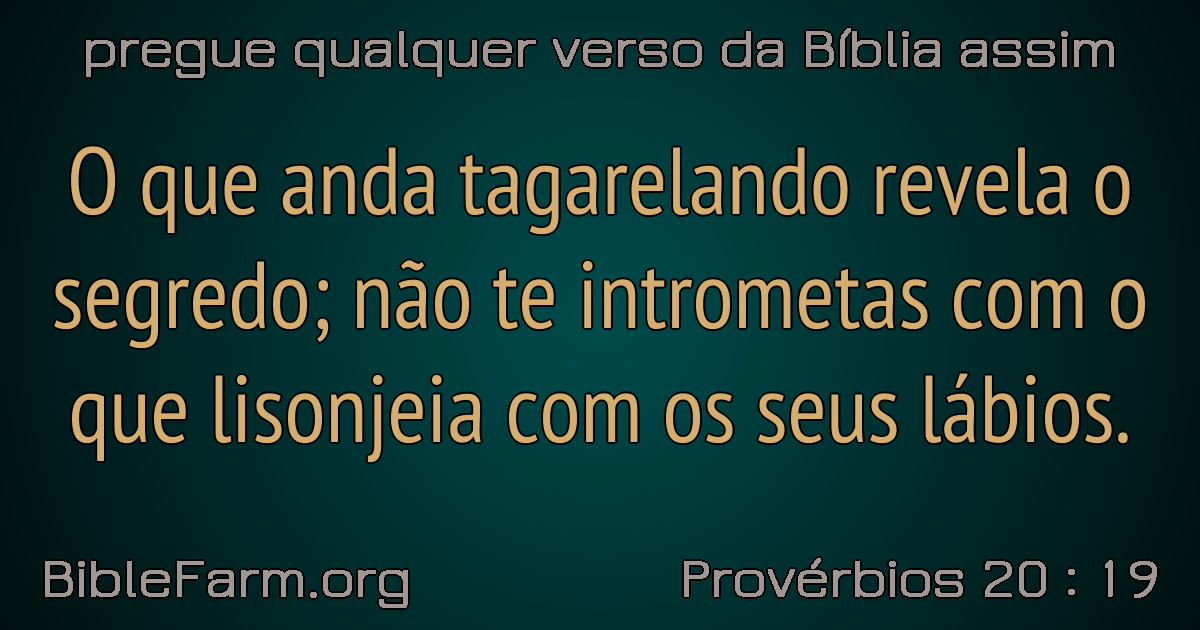 pregue qualquer verso da Bíblia assim
O que anda tagarelando revela o
segredo; não te intrometas com o
que lisonjeia com os seus lábios.
BibleFarm.org
Provérbios 20 : 19